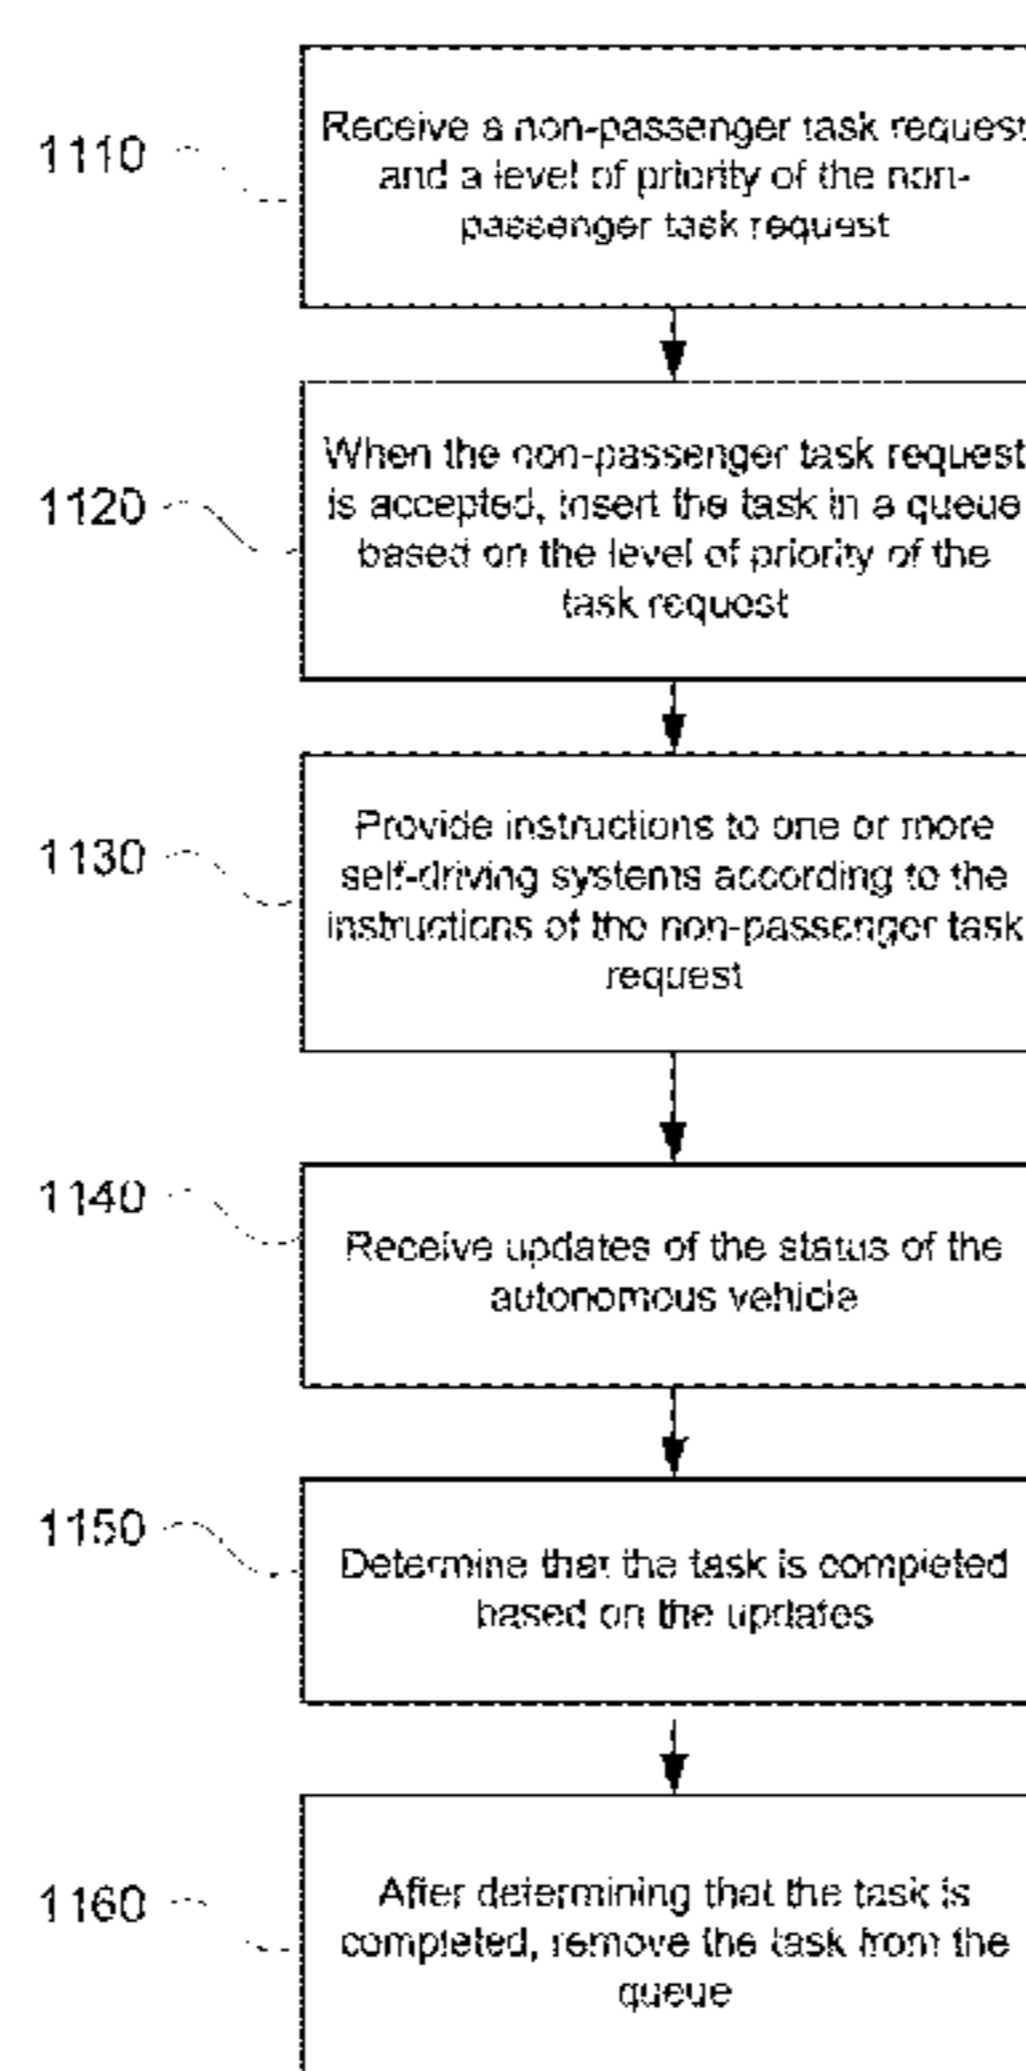 1110
Receive a non-passenger task request
and a level of priority of the non-
passenger task request
1120
When the non-passenger task request
is accepted, insert the task in a queue
based on the level of priority of the
task request
1130
Provide instructions to one or more
self-driving systems according to the
instructions of the non-passenger task
request
1140
Receive updates of the status of the
autonomous vehicle
1150
Determine that the task is completed
based on the updates
1160
After determining that the task is
completed, remove the task from the
queue